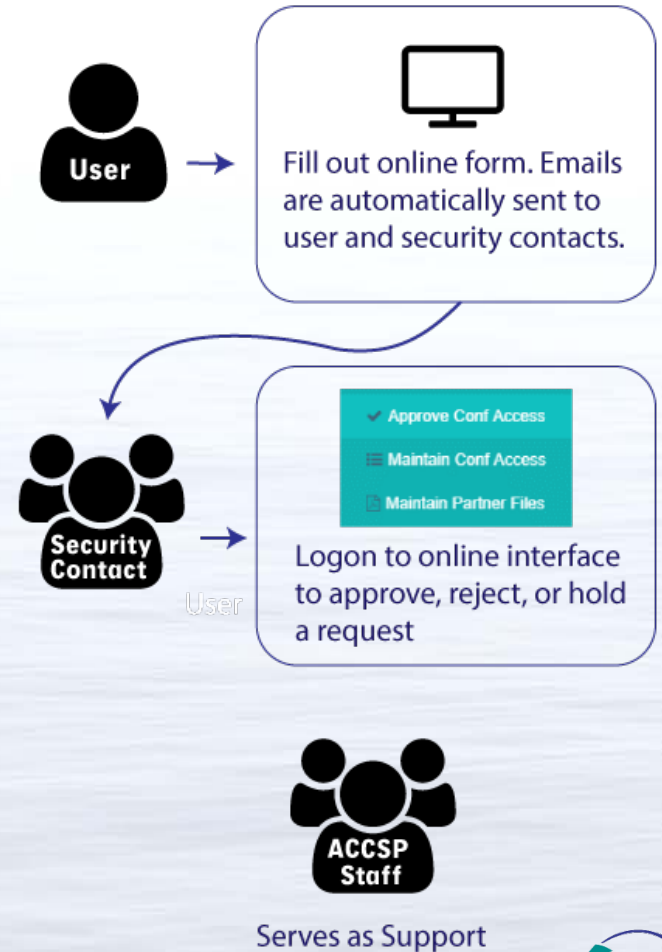 User
Fill out online form. Emails
are automatically sent to
user and security contacts.
Approve Conf Access
Maintain Conf Access
Maintain Partner Files
Security
Contact
User
Logon to online interface
to approve, reject, or hold
a request
ACCSP
Staff
Serves as Support